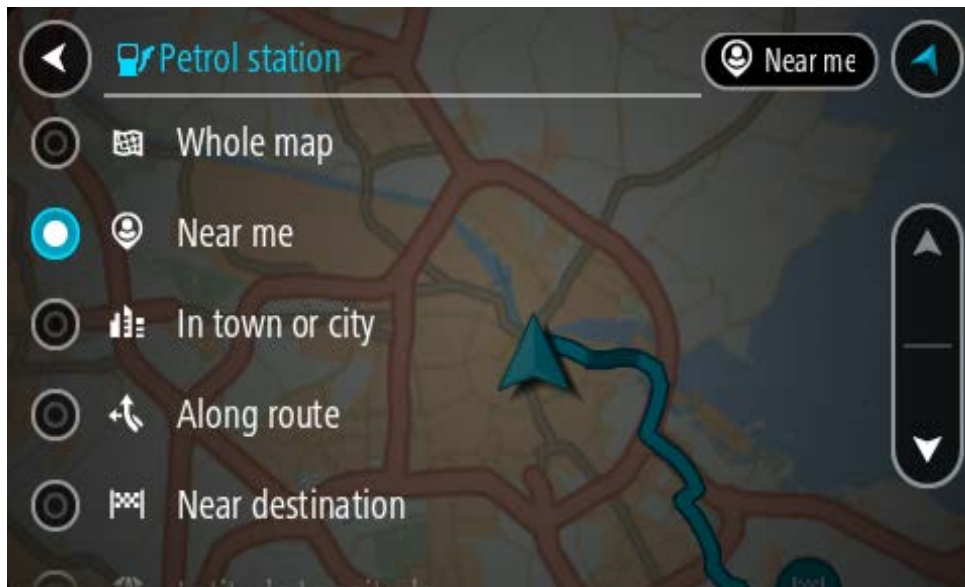 Petrol station
Near me
Whole map
Near me
In town or city
Along route
Near destination